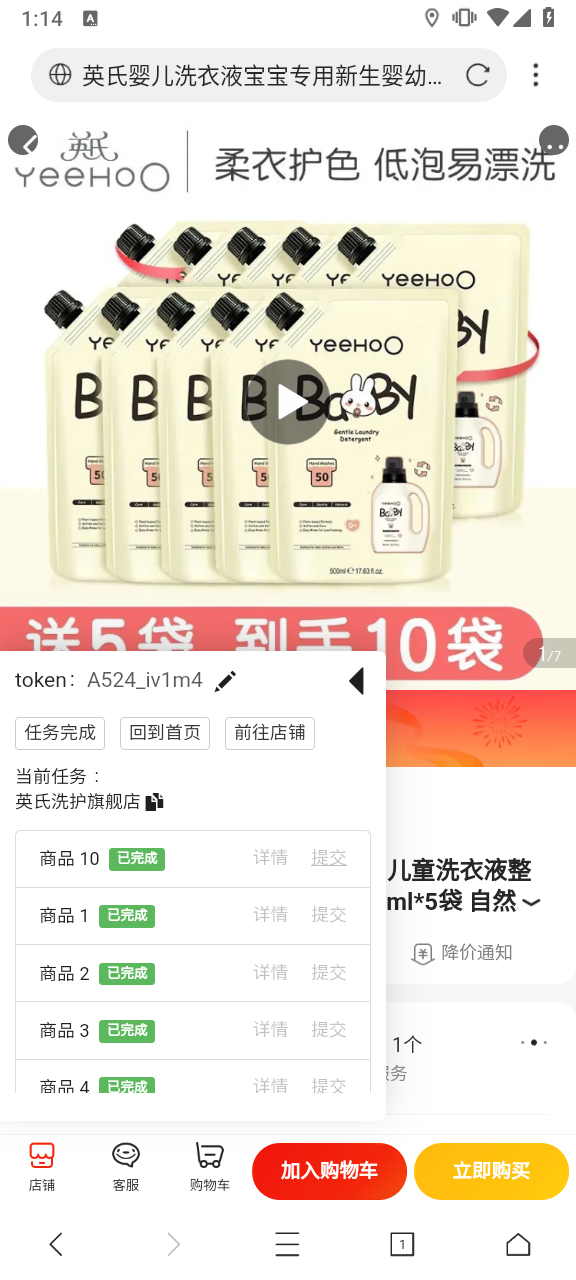 1:14
A
英氏婴儿洗衣液宝宝专用新生婴幼...
英氏
YeeHoO
柔衣护色 低泡易漂洗
YeeHoO
BaBY
Gentle Laundry
Detergent
50
500ml ℮ 17.63 fl.oz.
送5袋 到手10袋
1/7
token: A524_iv1m4
任务完成 回到首页 前往店铺
当前任务：
英氏洗护旗舰店
商品 10 已完成 详情 提交
商品 1 已完成 详情 提交
商品 2 已完成 详情 提交
商品 3 已完成 详情 提交
商品 4 已完成 详情 提交
儿童洗衣液整
ml*5袋 自然
降价通知
1个
服务
店铺 客服 购物车 加入购物车 立即购买
1